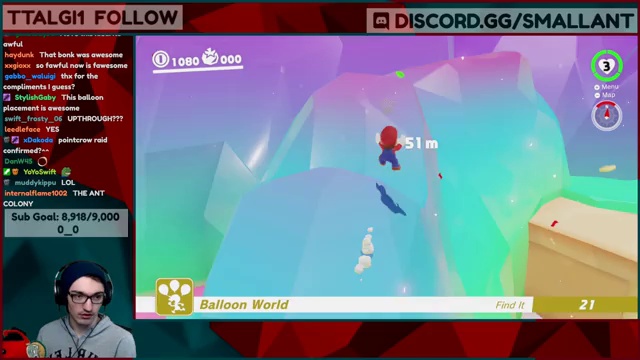 TTALGI1 FOLLOW
DISCORD.GG/SMALLANT
awful
haydunk That bonk was awesome
xxgioxx so fawful now is fawesome
gabbo_waluigi thx for the
compliments I guess?
StylishGaby This balloon
placement is awesome
swift_frosty_06 UPTHROUGH???
leedleface YES
xDakoda pointcrow raid
confirmed?^^
DanW45
YoYoSwift
muddykippu LOL
internalflame1002 THE ANT
COLONY
Sub Goal: 8,918/9,000
0_0
1080
000
3
Menu
Map
51m
Balloon World
Find It
21